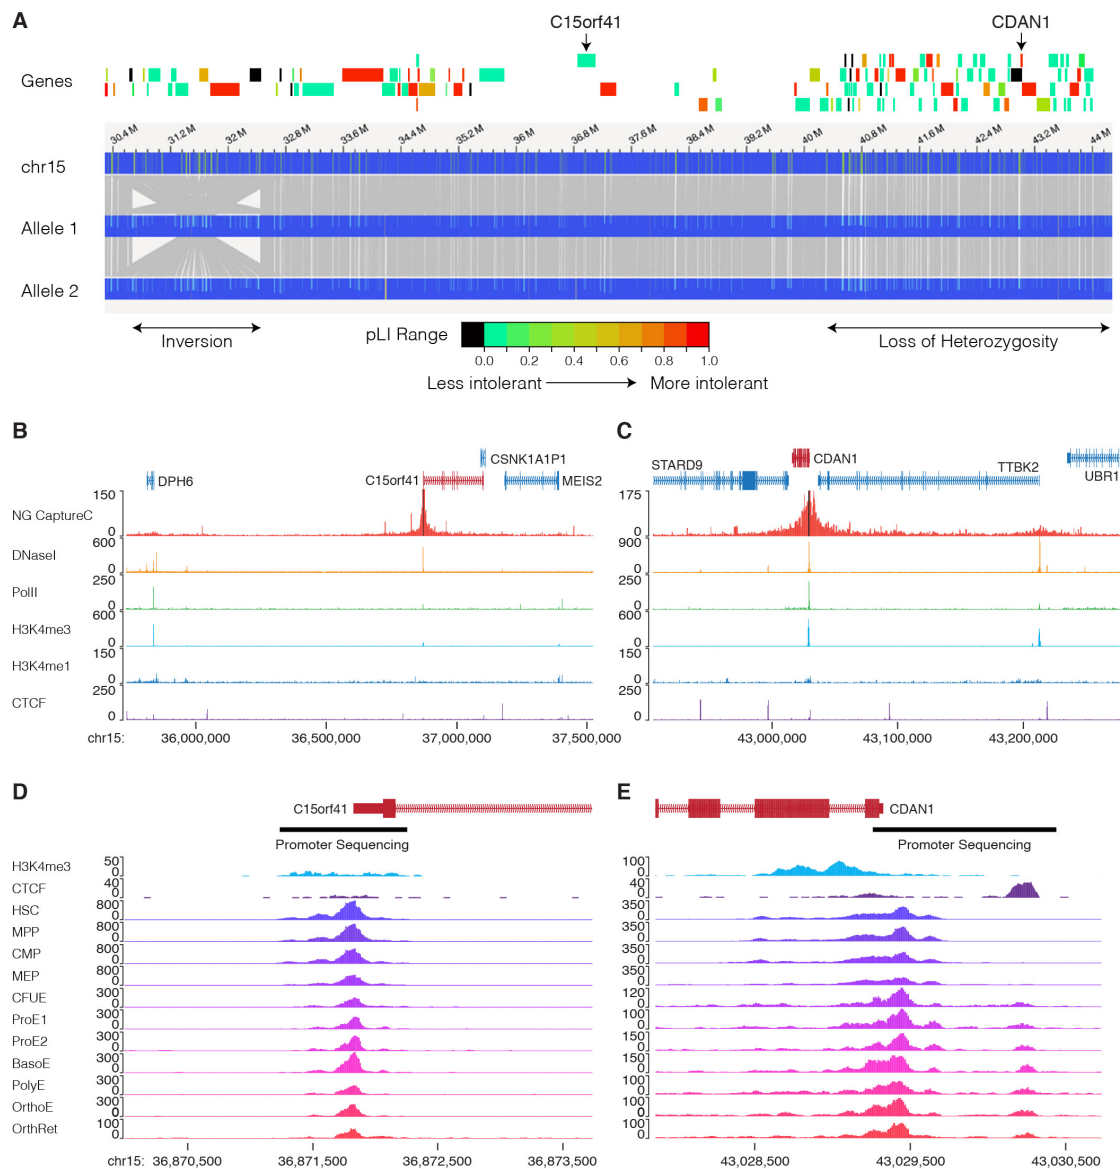 A
C15orf41 CDAN1
Genes
30.4 M 31.2 M 32 M 32.8 M 33.6 M 34.4 M 35.2 M 36 M 36.8 M 37.6 M 38.4 M 39.2 M 40 M 40.8 M 41.6 M 42.4 M 43.2 M 44 M
chr15
Allele 1
Allele 2
Inversion
pLI Range
0.0 0.2 0.4 0.6 0.8 1.0
Less intolerant More intolerant
Loss of Heterozygosity
B
CSNK1A1P1
DPH6 C15orf41 MEIS2
150
NG CaptureC
0
600
DNaseI
0
250
PolII
0
600
H3K4me3
0
150
H3K4me1
0
250
CTCF
0
chr15: 36,000,000 36,500,000 37,000,000 37,500,000
C
STARD9 CDAN1 TTBK2 UBR1
175
0
900
0
250
0
600
0
150
0
250
0
43,000,000 43,100,000 43,200,000
D
C15orf41
Promoter Sequencing
H3K4me3 50 0
CTCF 40 0
HSC 800 0
MPP 800 0
CMP 800 0
MEP 800 0
CFUE 300 0
ProE1 300 0
ProE2 300 0
BasoE 300 0
PolyE 300 0
OrthoE 300 0
OrthRet 100 0
chr15: 36,870,500 36,871,500 36,872,500 36,873,500
E
CDAN1
Promoter Sequencing
100 0
40 0
350 0
350 0
350 0
350 0
120 0
100 0
150 0
150 0
100 0
100 0
100 0
43,028,500 43,029,500 43,030,500